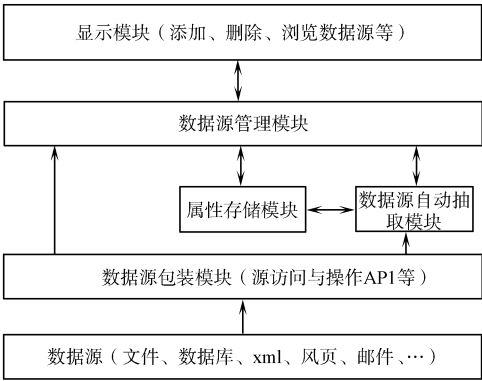 显示模块（添加、删除、浏览数据源等）
数据源管理模块
属性存储模块
数据源自动抽
取模块
数据源包装模块（源访问与操作AP1等）
数据源（文件、数据库、xml、风页、邮件、…）